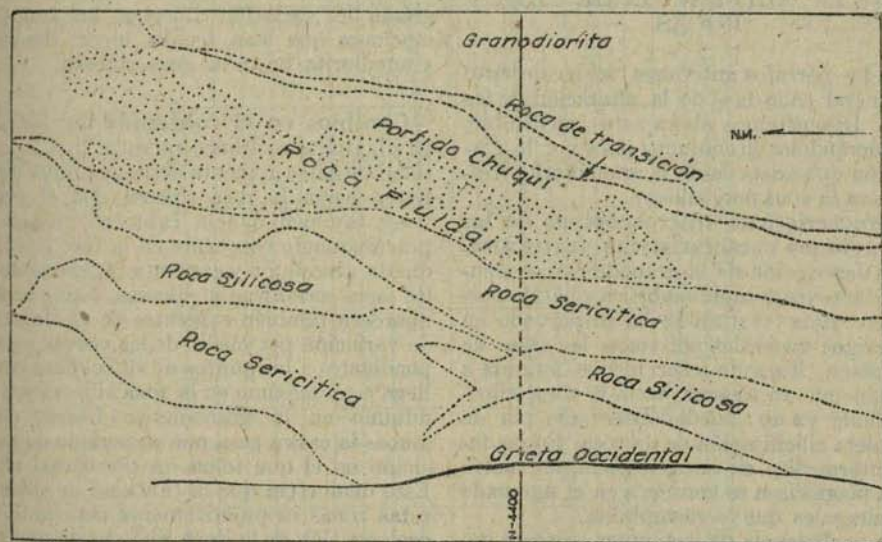 Granodiorita
Roca de transición
N.M.
Porfido Chuqui
Roca Fluidal
Roca Silicosa
Roca Sericitica
Roca Sericitica
Roca Silicosa
Grieta Occidental
N-4400